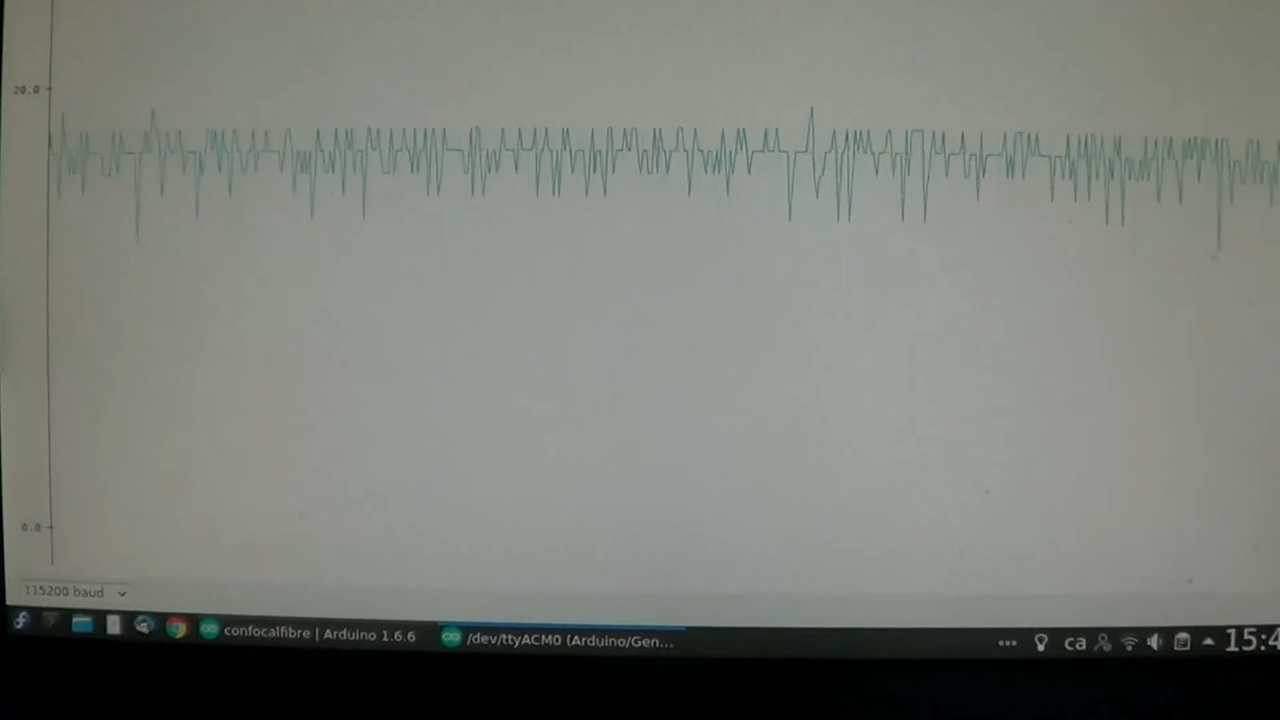 20.0
0.0
115200 baud
confocalfibre | Arduino 1.6.6
/dev/ttyACM0 (Arduino/Gen...
ca
15:4